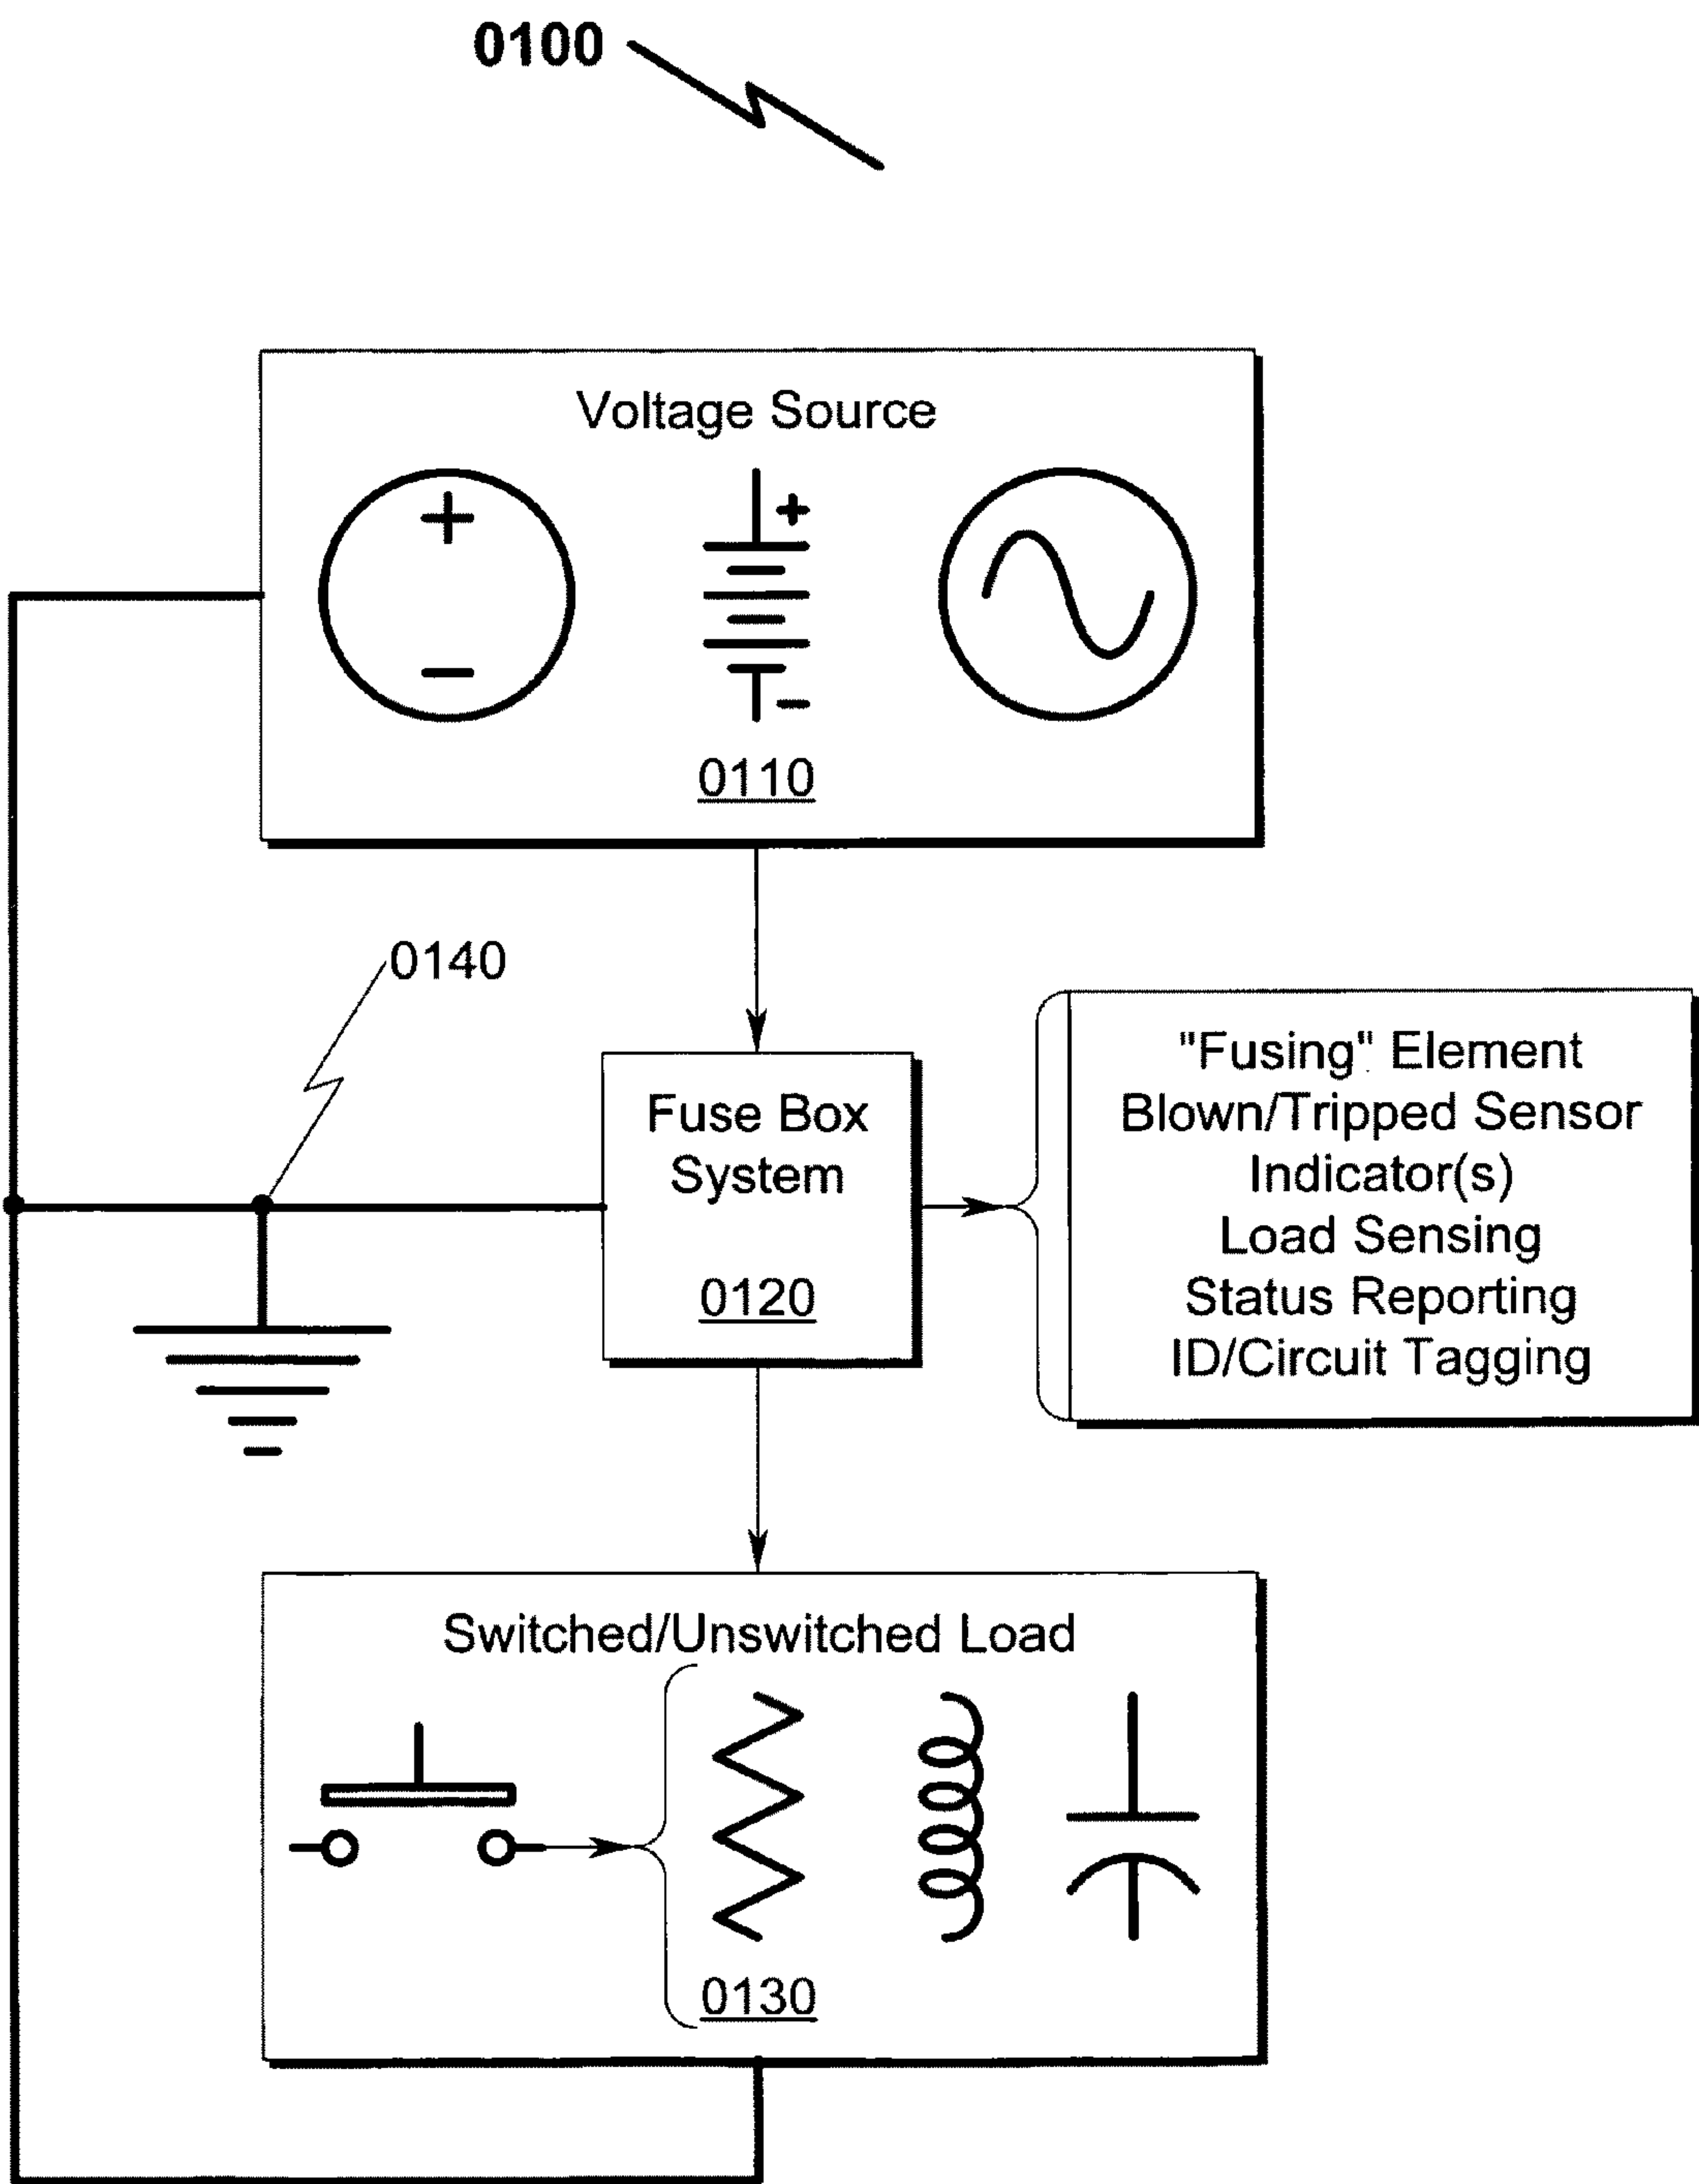 0100
Voltage Source
+
+
−
−
0110
0140
Fuse Box
System
0120
"Fusing" Element
Blown/Tripped Sensor
Indicator(s)
Load Sensing
Status Reporting
ID/Circuit Tagging
Switched/Unswitched Load
0130